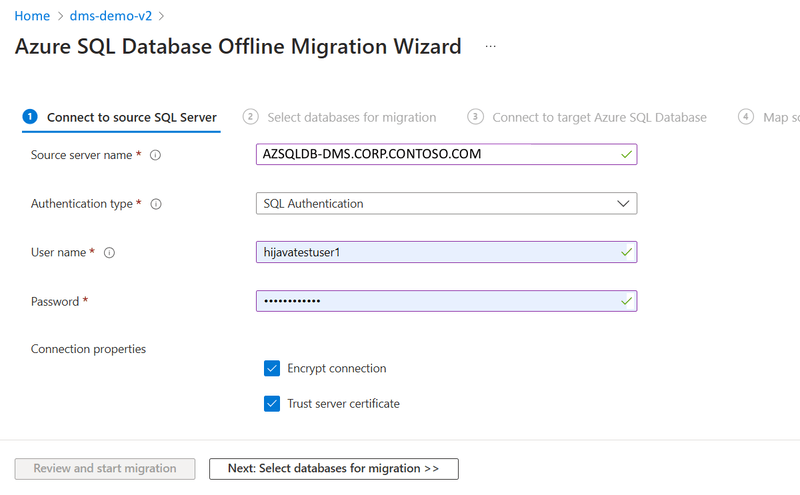 Home > dms-demo-v2 >
Azure SQL Database Offline Migration Wizard ...
1 Connect to source SQL Server 2 Select databases for migration 3 Connect to target Azure SQL Database 4 Map so
Source server name * AZSQLDB-DMS.CORP.CONTOSO.COM
Authentication type * SQL Authentication
User name * hijavatestuser1
Password * ••••••••••••
Connection properties
Encrypt connection
Trust server certificate
Review and start migration Next: Select databases for migration >>